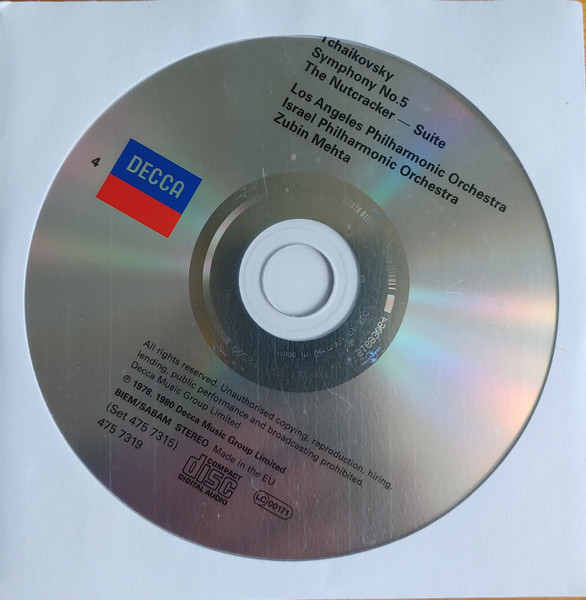 Tchaikovsky
Symphony No.5
The Nutcracker — Suite
Los Angeles Philharmonic Orchestra
Israel Philharmonic Orchestra
Zubin Mehta
4
DECCA
All rights reserved. Unauthorised copying, reproduction, hiring,
lending, public performance and broadcasting prohibited.
Decca Music Group Limited
℗ 1978, 1980 Decca Music Group Limited
BIEM/SABAM STEREO Made in the EU
(Set 475 7315)
475 7319
COMPACT
disc
DIGITAL AUDIO
LC 00171